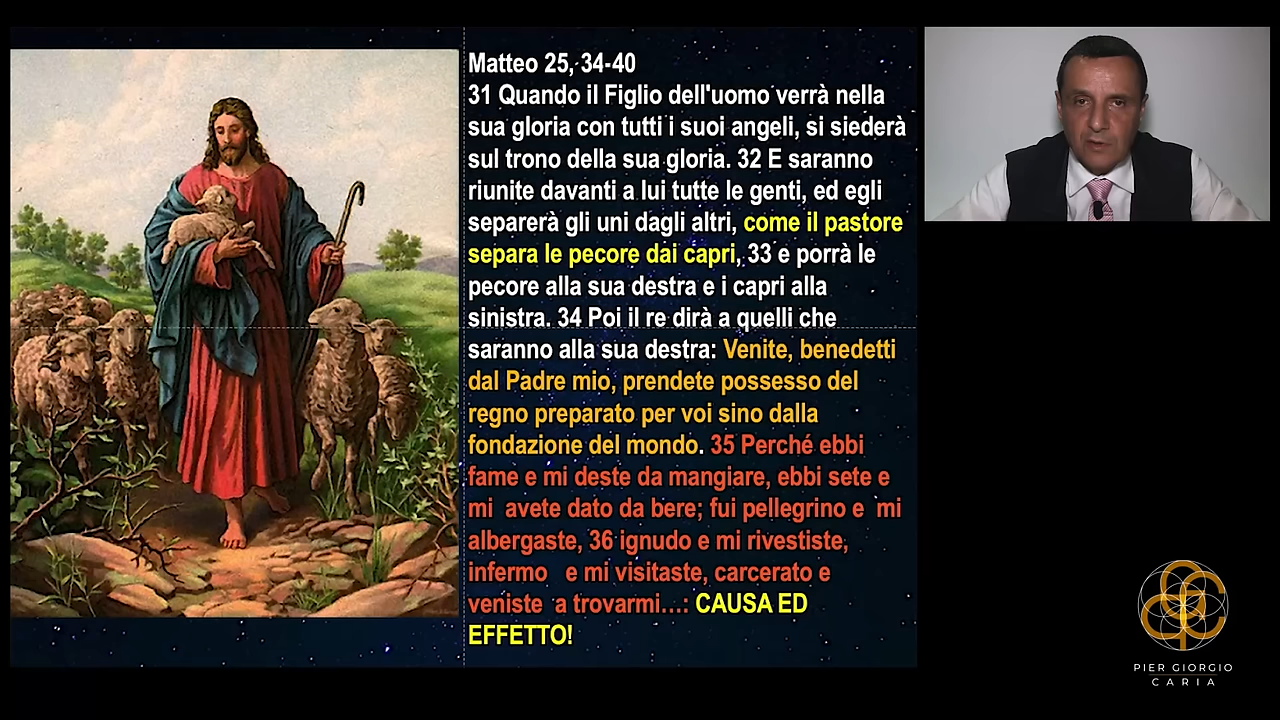 Matteo 25, 34-40
31 Quando il Figlio dell'uomo verrà nella
sua gloria con tutti i suoi angeli, si siederà
sul trono della sua gloria. 32 E saranno
riunite davanti a lui tutte le genti, ed egli
separerà gli uni dagli altri, come il pastore
separa le pecore dai capri, 33 e porrà le
pecore alla sua destra e i capri alla
sinistra. 34 Poi il re dirà a quelli che
saranno alla sua destra: Venite, benedetti
dal Padre mio, prendete possesso del
regno preparato per voi sino dalla
fondazione del mondo. 35 Perché ebbi
fame e mi deste da mangiare, ebbi sete e
mi avete dato da bere; fui pellegrino e mi
albergaste, 36 ignudo e mi rivestiste,
infermo e mi visitaste, carcerato e
veniste a trovarmi...: CAUSA ED
EFFETTO!
PIER GIORGIO
CARIA